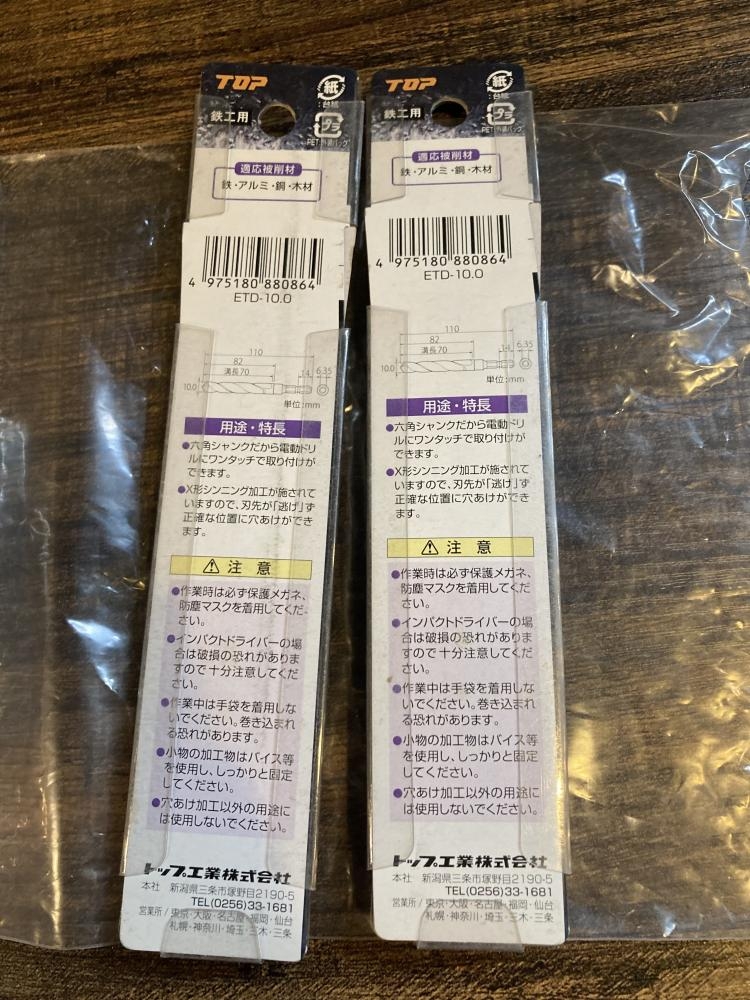 TOP
鉄工用
紙
:台紙
プラ
PET:外装パック
適応被削材
鉄・アルミ・銅・木材
4 975180 880864
ETD-10.0
110
82
溝長70
14 6.35
10.0
単位:mm
用途・特長
●六角シャンクだから電動ドリ
ルにワンタッチで取り付けが
できます。
●X形シンニング加工が施されて
いますので、刃先が「逃げ」ず
正確な位置に穴あけができ
ます。
⚠ 注 意
●作業時は必ず保護メガネ、
防塵マスクを着用してくだ
さい。
●インパクトドライバーの場
合は破損の恐れがありま
すので十分注意してくだ
さい。
●作業中は手袋を着用しな
いでください。巻き込まれ
る恐れがあります。
●小物の加工物はバイス等
を使用し、しっかりと固定
してください。
●穴あけ加工以外の用途に
は使用しないでください。
トップ工業株式会社
本社 新潟県三条市塚野目2190-5
TEL(0256)33-1681
営業所/東京・大阪・名古屋・福岡・仙台
札幌・神奈川・埼玉・三木・三条
TOP
鉄工用
紙
:台紙
プラ
PET:外装パック
適応被削材
鉄・アルミ・銅・木材
4 975180 880864
ETD-10.0
110
82
溝長70
14 6.35
10.0
単位:mm
用途・特長
●六角シャンクだから電動ドリ
ルにワンタッチで取り付けが
できます。
●X形シンニング加工が施されて
いますので、刃先が「逃げ」ず
正確な位置に穴あけができ
ます。
⚠ 注 意
●作業時は必ず保護メガネ、
防塵マスクを着用してくだ
さい。
●インパクトドライバーの場
合は破損の恐れがありま
すので十分注意してくだ
さい。
●作業中は手袋を着用しな
いでください。巻き込まれ
る恐れがあります。
●小物の加工物はバイス等
を使用し、しっかりと固定
してください。
●穴あけ加工以外の用途に
は使用しないでください。
トップ工業株式会社
本社 新潟県三条市塚野目2190-5
TEL(0256)33-1681
営業所/東京・大阪・名古屋・福岡・仙台
札幌・神奈川・埼玉・三木・三条